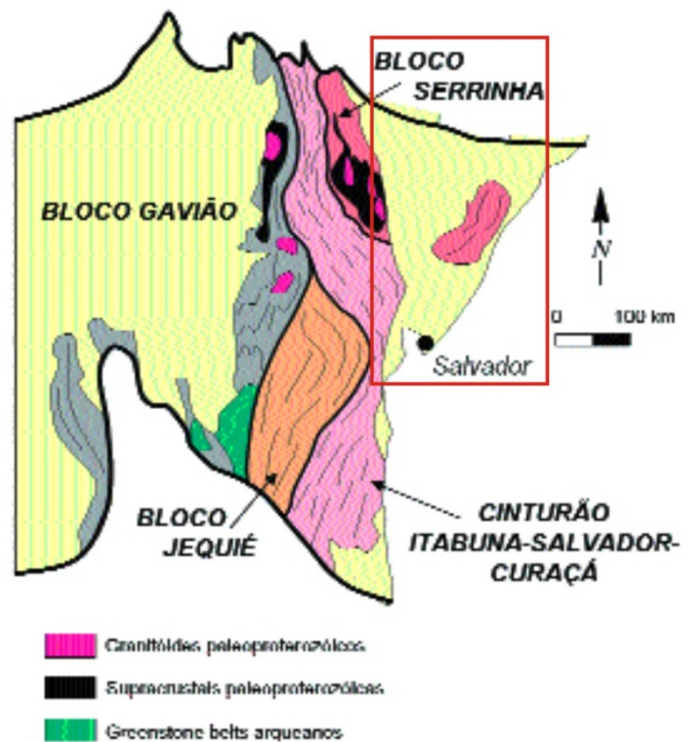 BLOCO
SERRINHA
BLOCO GAVIÃO
N
0 100 km
Salvador
BLOCO
JEQUIÉ
CINTURÃO
ITABUNA-SALVADOR-
CURAÇÁ
Granitóides paleoproterozóicos
Supracrustais paleoproterozóicas
Greenstone belts arqueanos